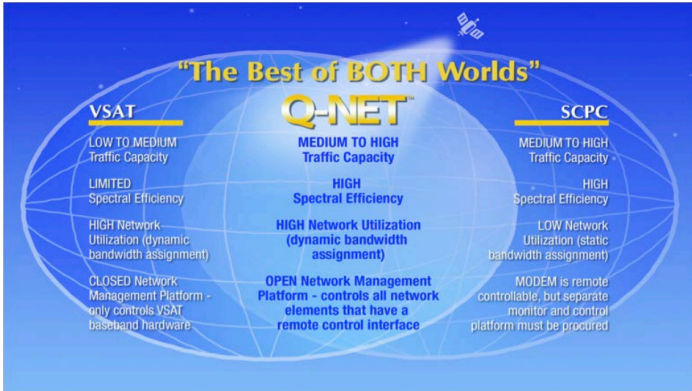 “The Best of BOTH Worlds”
VSAT
LOW TO MEDIUM
Traffic Capacity
LIMITED
Spectral Efficiency
HIGH Network
Utilization (dynamic
bandwidth assignment)
CLOSED Network
Management Platform -
only controls VSAT
baseband hardware
Q-NET™
MEDIUM TO HIGH
Traffic Capacity
HIGH
Spectral Efficiency
HIGH Network Utilization
(dynamic bandwidth
assignment)
OPEN Network Management
Platform - controls all network
elements that have a
remote control interface
SCPC
MEDIUM TO HIGH
Traffic Capacity
HIGH
Spectral Efficiency
LOW Network
Utilization (static
bandwidth assignment)
MODEM is remote
controllable, but separate
monitor and control
platform must be procured